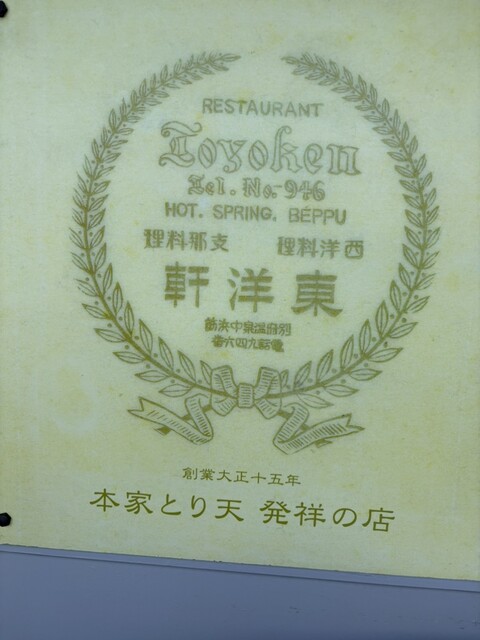 RESTAURANT
Toyoken
Tel. No. 946
HOT. SPRING. BEPPU
西洋料理 支那料理
東洋軒
別府温泉中浜筋
電話九四六番
創業大正十五年
本家とり天 発祥の店